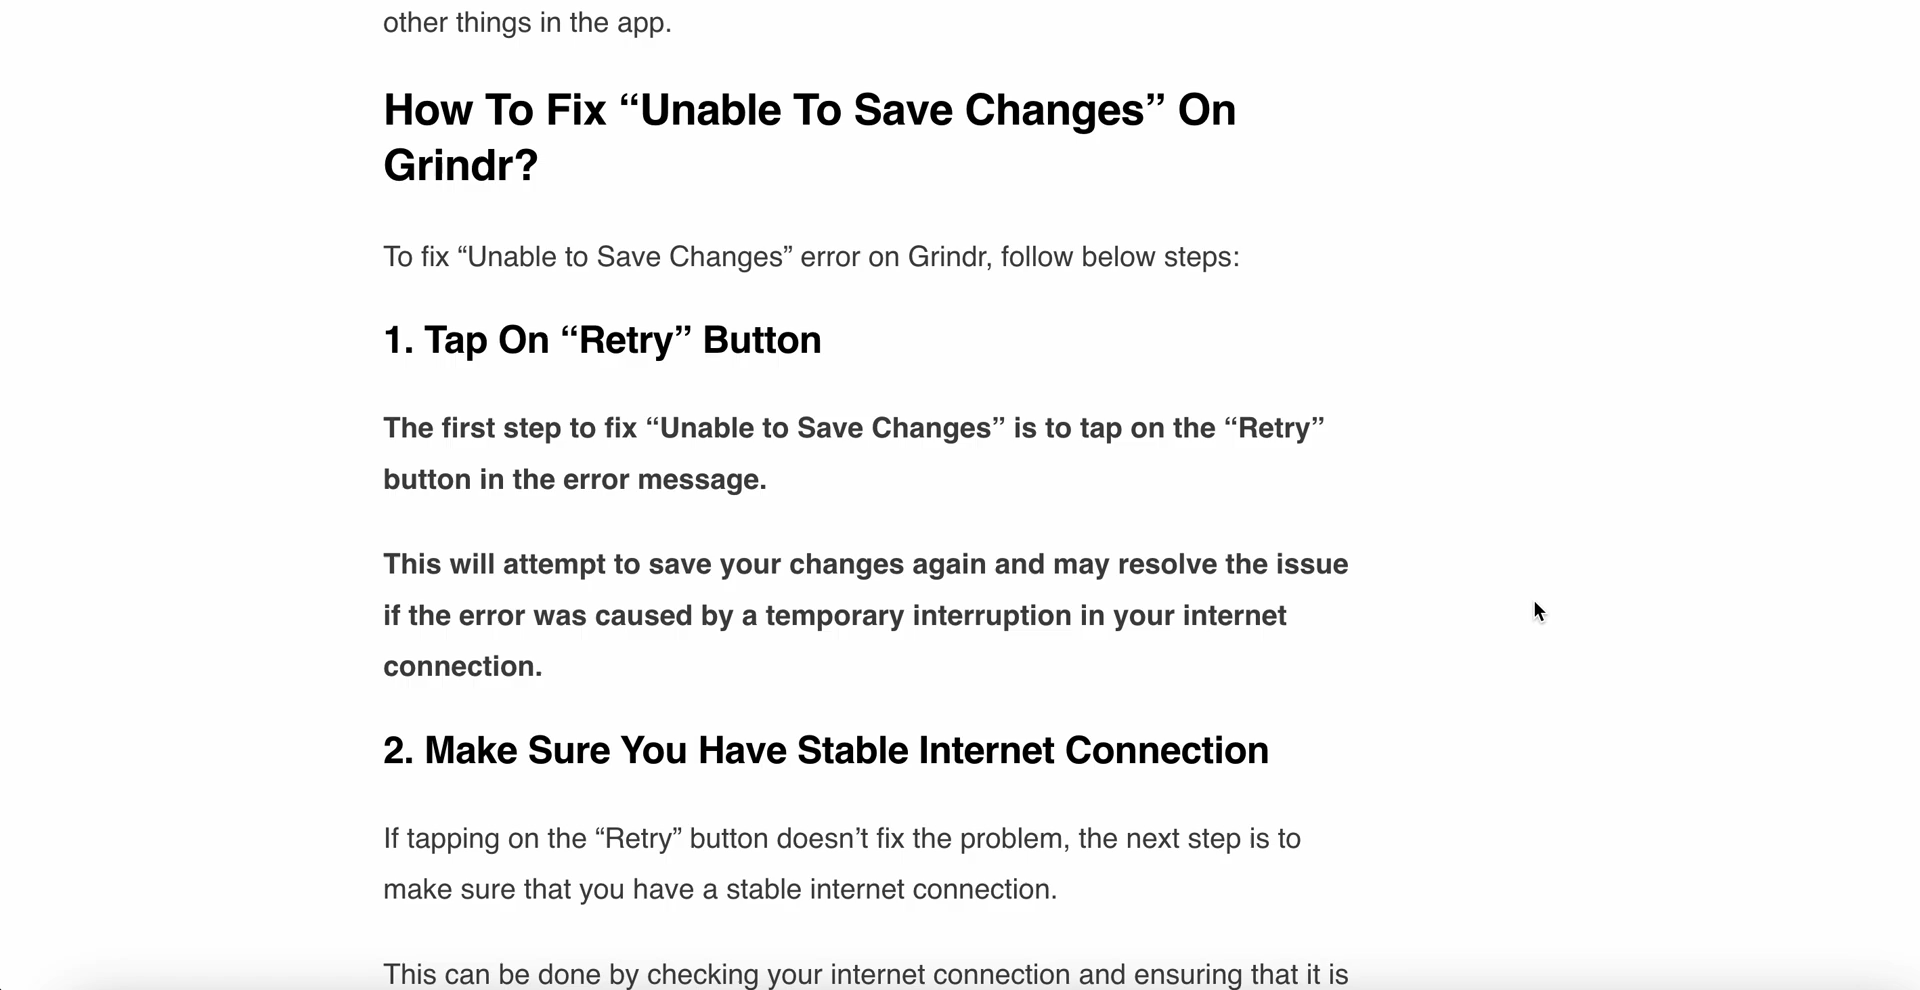 other things in the app.
How To Fix “Unable To Save Changes” On
Grindr?
To fix “Unable to Save Changes” error on Grindr, follow below steps:
1. Tap On “Retry” Button
The first step to fix “Unable to Save Changes” is to tap on the “Retry”
button in the error message.
This will attempt to save your changes again and may resolve the issue
if the error was caused by a temporary interruption in your internet
connection.
2. Make Sure You Have Stable Internet Connection
If tapping on the “Retry” button doesn’t fix the problem, the next step is to
make sure that you have a stable internet connection.
This can be done by checking your internet connection and ensuring that it is